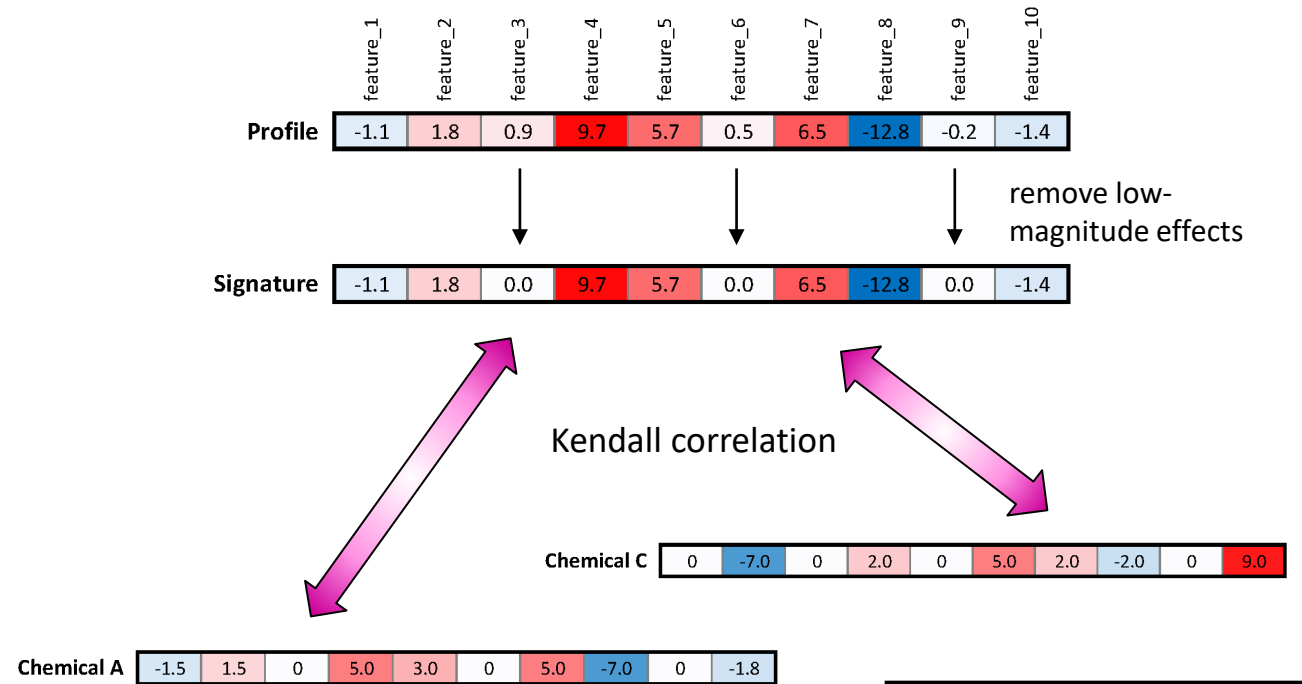 feature_1 feature_2 feature_3 feature_4 feature_5 feature_6 feature_7 feature_8 feature_9 feature_10
Profile -1.1 1.8 0.9 9.7 5.7 0.5 6.5 -12.8 -0.2 -1.4
remove low-
magnitude effects
Signature -1.1 1.8 0.0 9.7 5.7 0.0 6.5 -12.8 0.0 -1.4
Kendall correlation
Chemical C 0 -7.0 0 2.0 0 5.0 2.0 -2.0 0 9.0
Chemical A -1.5 1.5 0 5.0 3.0 0 5.0 -7.0 0 -1.8